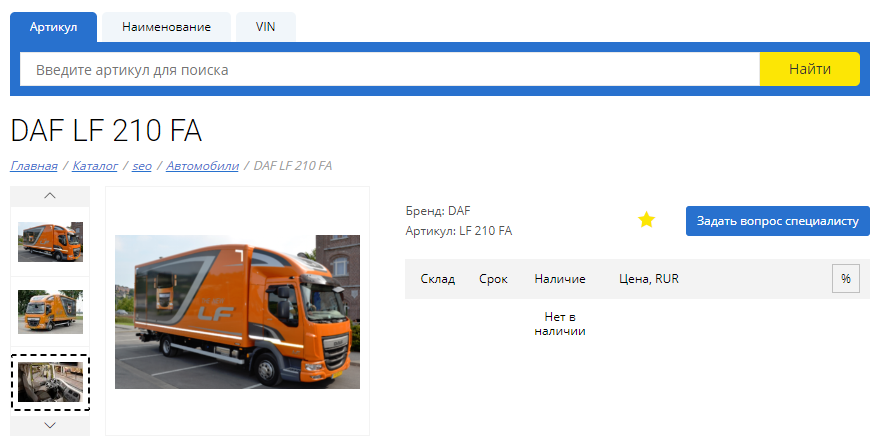 Артикул
Наименование
VIN
Введите артикул для поиска
Найти
DAF LF 210 FA
Главная / Каталог / seo / Автомобили / DAF LF 210 FA
Бренд: DAF
Артикул: LF 210 FA
Задать вопрос специалисту
Склад Срок Наличие Цена, RUR %
Нет в
наличии
LF